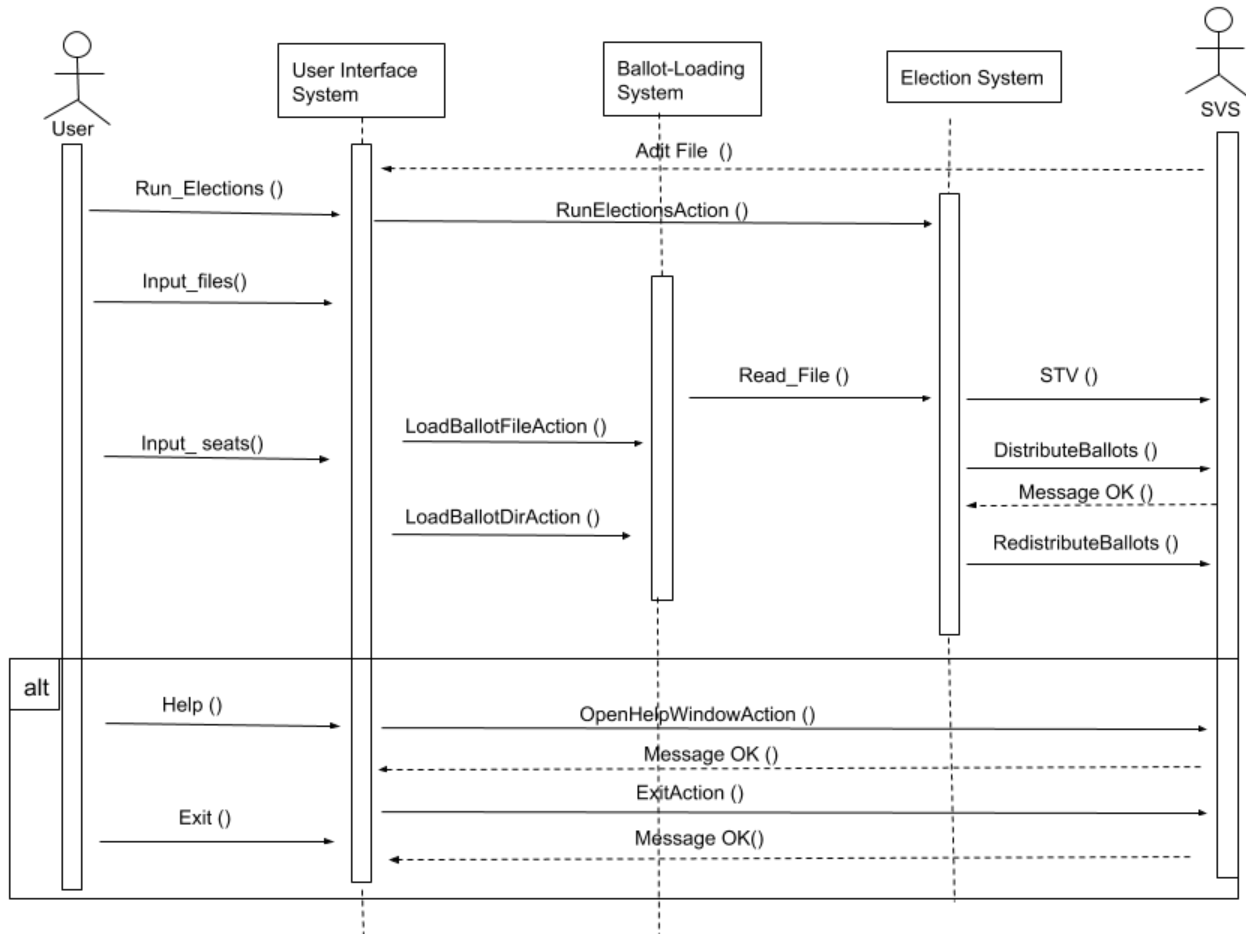 User Interface
System
Ballot-Loading
System
Election System
User
SVS
Adit File ()
Run_Elections ()
RunElectionsAction ()
Input_files()
Read_File ()
STV ()
LoadBallotFileAction ()
Input_ seats()
DistributeBallots ()
Message OK ()
LoadBallotDirAction ()
RedistributeBallots ()
alt
Help ()
OpenHelpWindowAction ()
Message OK ()
ExitAction ()
Exit ()
Message OK()